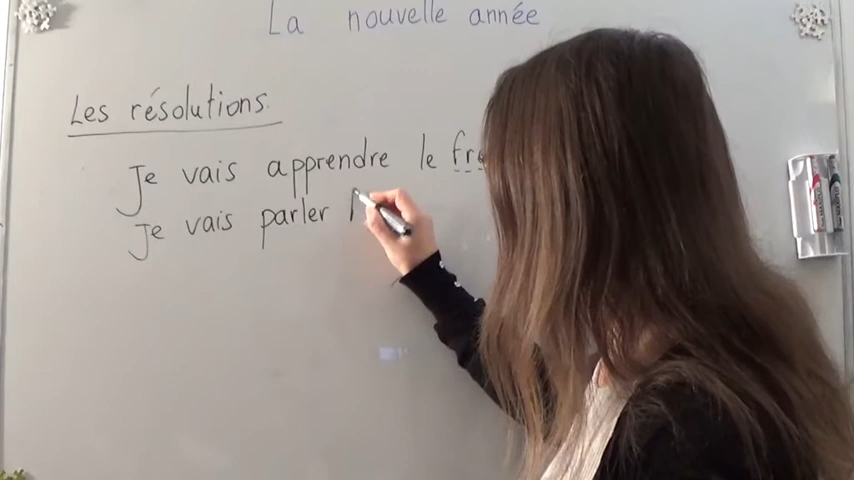 La nouvelle année
Les résolutions.
Je vais apprendre le
Je vais parler